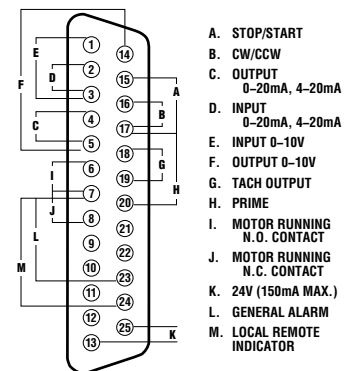 1
2
3
4
5
6
7
8
9
10
11
12
13
14
15
16
17
18
19
20
21
22
23
24
25
E
D
F
C
I
J
L
M
A
B
G
H
K
A. STOP/START
B. CW/CCW
C. OUTPUT
0–20mA, 4–20mA
D. INPUT
0–20mA, 4–20mA
E. INPUT 0–10V
F. OUTPUT 0–10V
G. TACH OUTPUT
H. PRIME
I. MOTOR RUNNING
N.O. CONTACT
J. MOTOR RUNNING
N.C. CONTACT
K. 24V (150mA MAX.)
L. GENERAL ALARM
M. LOCAL REMOTE
INDICATOR